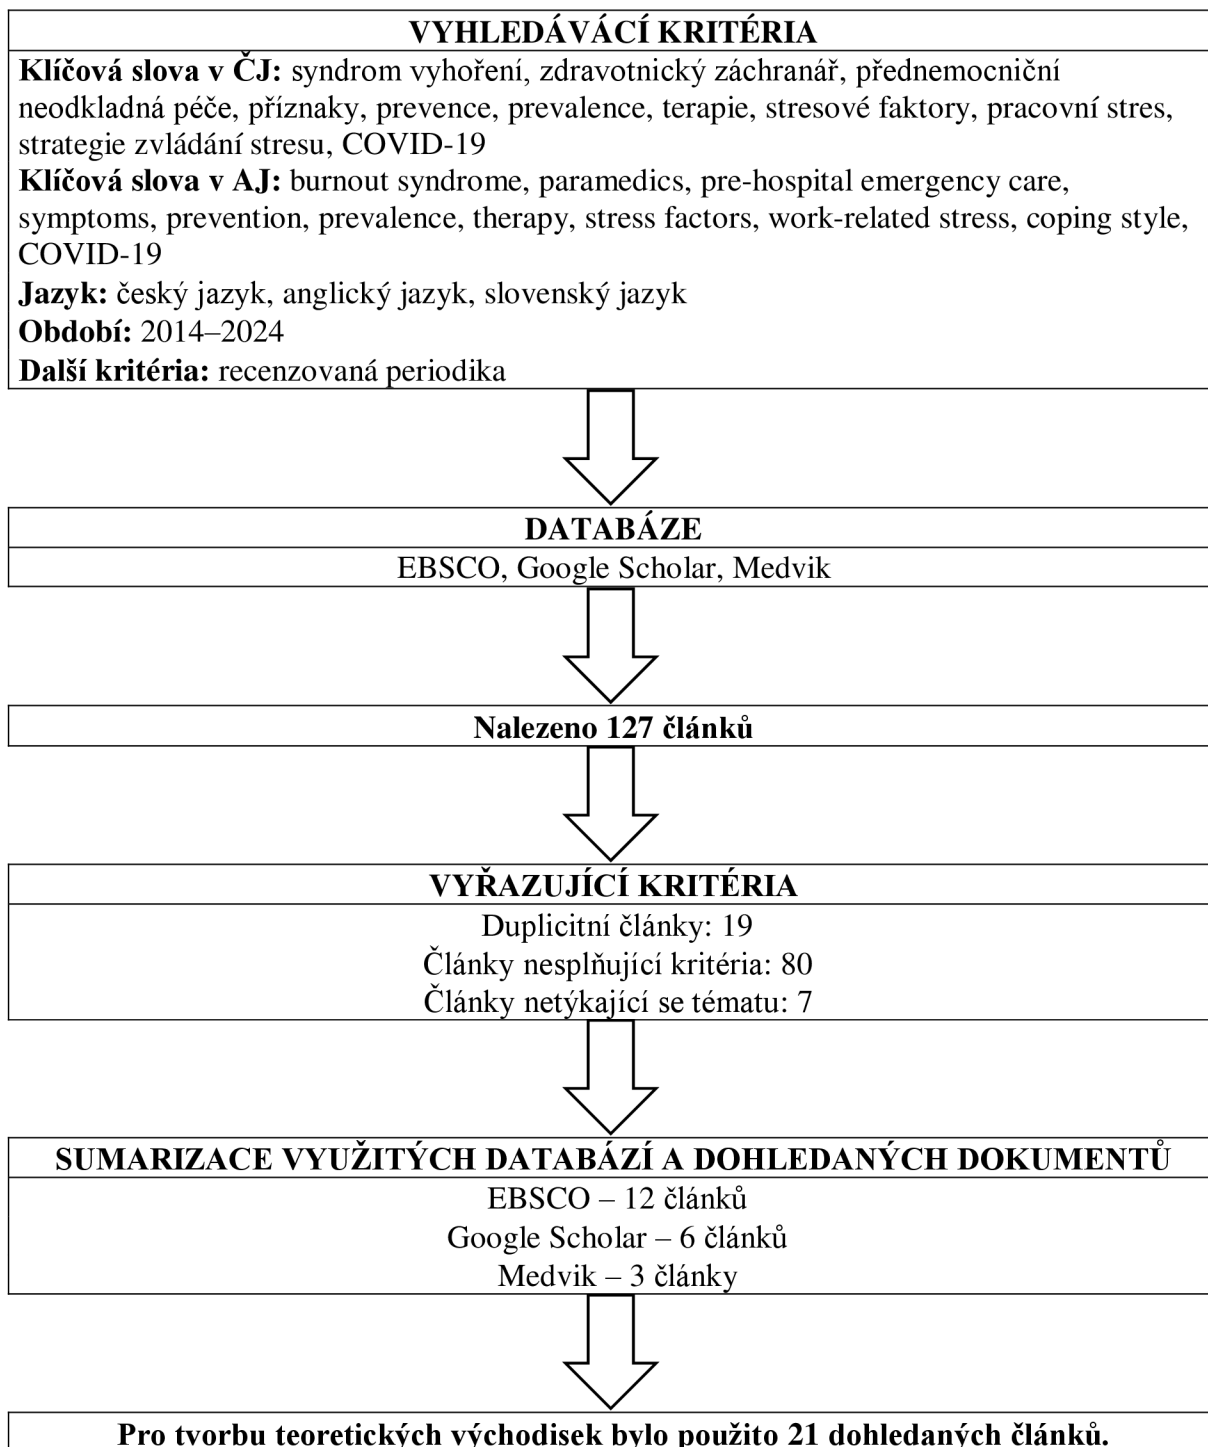 VYHLEDÁVÁCÍ KRITÉRIA
Klíčová slova v ČJ: syndrom vyhoření, zdravotnický záchranář, přednemocniční
neodkladná péče, příznaky, prevence, prevalence, terapie, stresové faktory, pracovní stres,
strategie zvládání stresu, COVID-19
Klíčová slova v AJ: burnout syndrome, paramedics, pre-hospital emergency care,
symptoms, prevention, prevalence, therapy, stress factors, work-related stress, coping style,
COVID-19
Jazyk: český jazyk, anglický jazyk, slovenský jazyk
Období: 2014–2024
Další kritéria: recenzovaná periodika
DATABÁZE
EBSCO, Google Scholar, Medvik
Nalezeno 127 článků
VYŘAZUJÍCÍ KRITÉRIA
Duplicitní články: 19
Články nesplňující kritéria: 80
Články netýkající se tématu: 7
SUMARIZACE VYUŽITÝCH DATABÁZÍ A DOHLEDANÝCH DOKUMENTŮ
EBSCO – 12 článků
Google Scholar – 6 článků
Medvik – 3 články
Pro tvorbu teoretických východisek bylo použito 21 dohledaných článků.